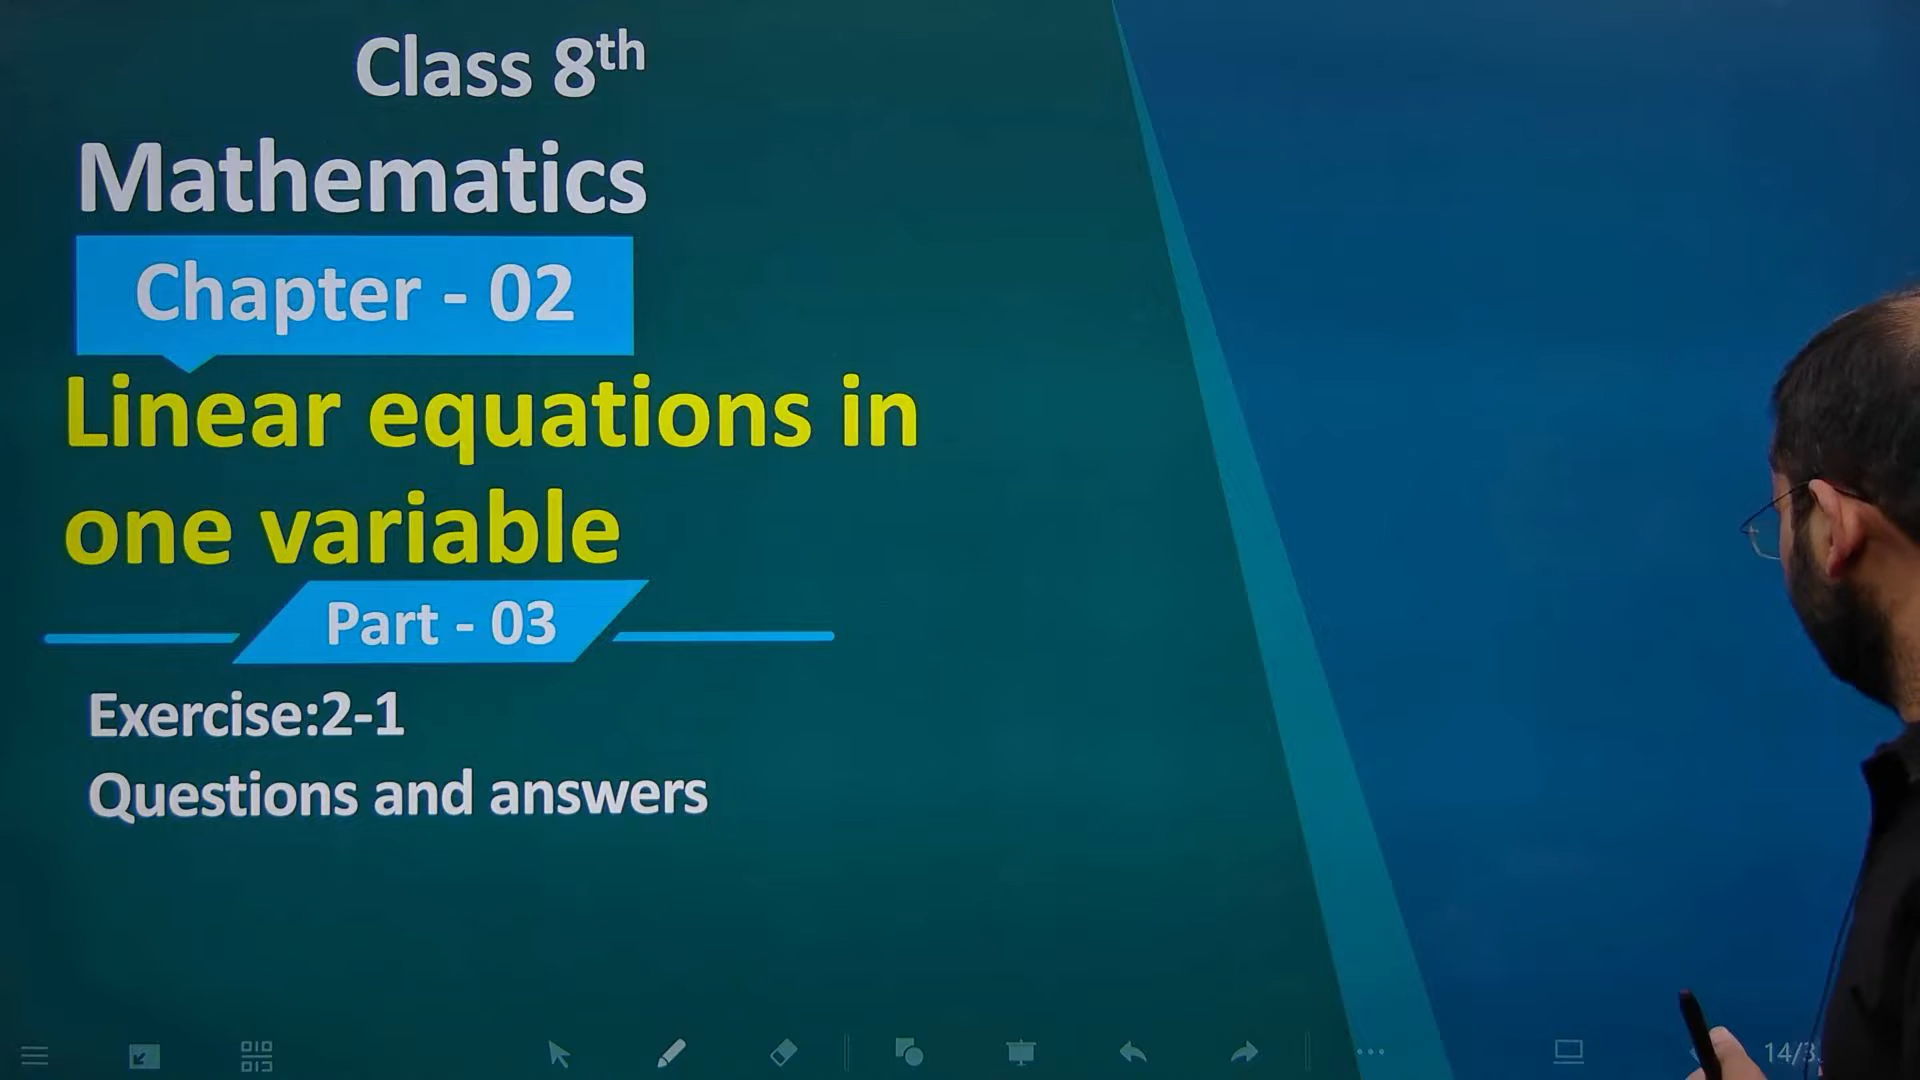 Class 8th
Mathematics
Chapter - 02
Linear equations in
one variable
Part - 03
Exercise:2-1
Questions and answers